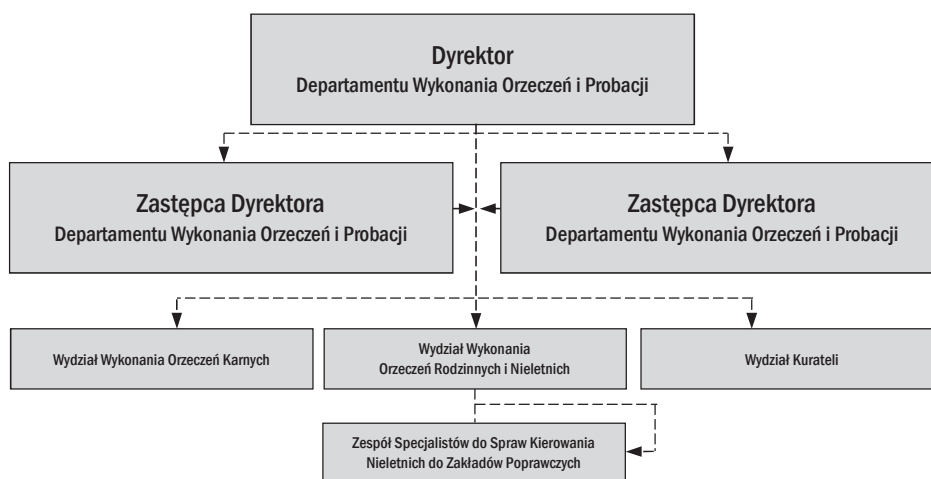 Dyrektor
Departamentu Wykonania Orzeczeń i Probacji
Zastępca Dyrektora
Departamentu Wykonania Orzeczeń i Probacji
Zastępca Dyrektora
Departamentu Wykonania Orzeczeń i Probacji
Wydział Wykonania Orzeczeń Karnych
Wydział Wykonania
Orzeczeń Rodzinnych i Nieletnich
Wydział Kurateli
Zespół Specjalistów do Spraw Kierowania
Nieletnich do Zakładów Poprawczych